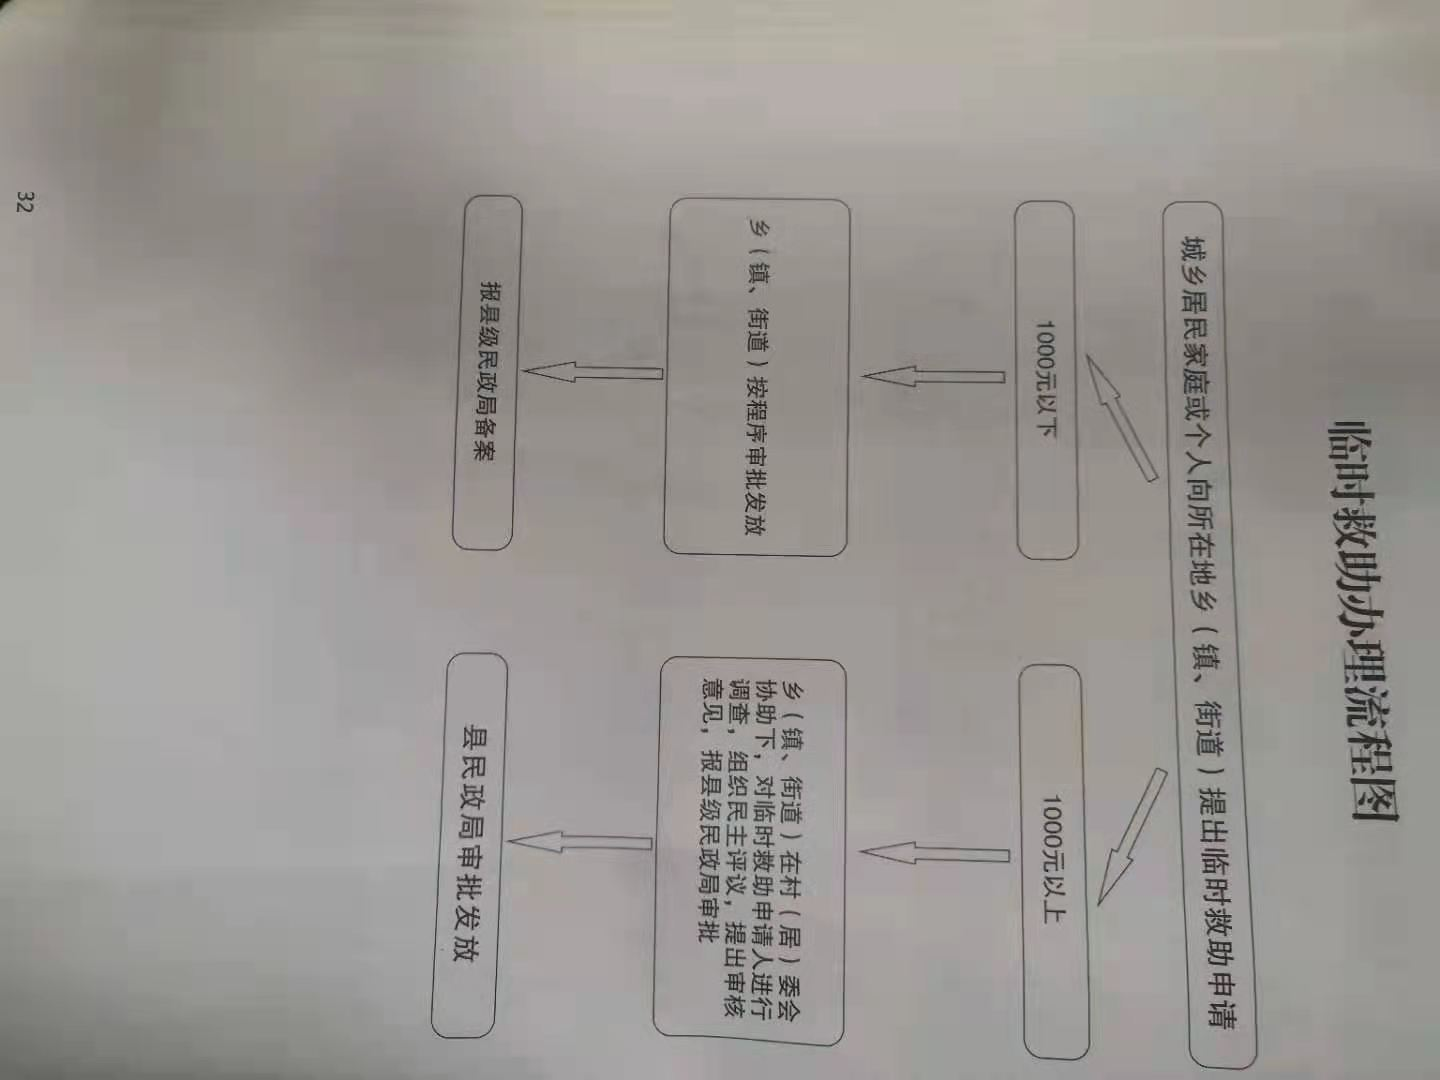 临时救助办理流程图
城乡居民家庭或个人向所在地乡（镇、街道）提出临时救助申请
1000元以下
乡（镇、街道）按程序审批发放
报县级民政局备案
1000元以上
乡（镇、街道）在村（居）委会
协助下，对临时救助申请人进行
调查，组织民主评议，提出审核
意见，报县级民政局审批
县民政局审批发放
32